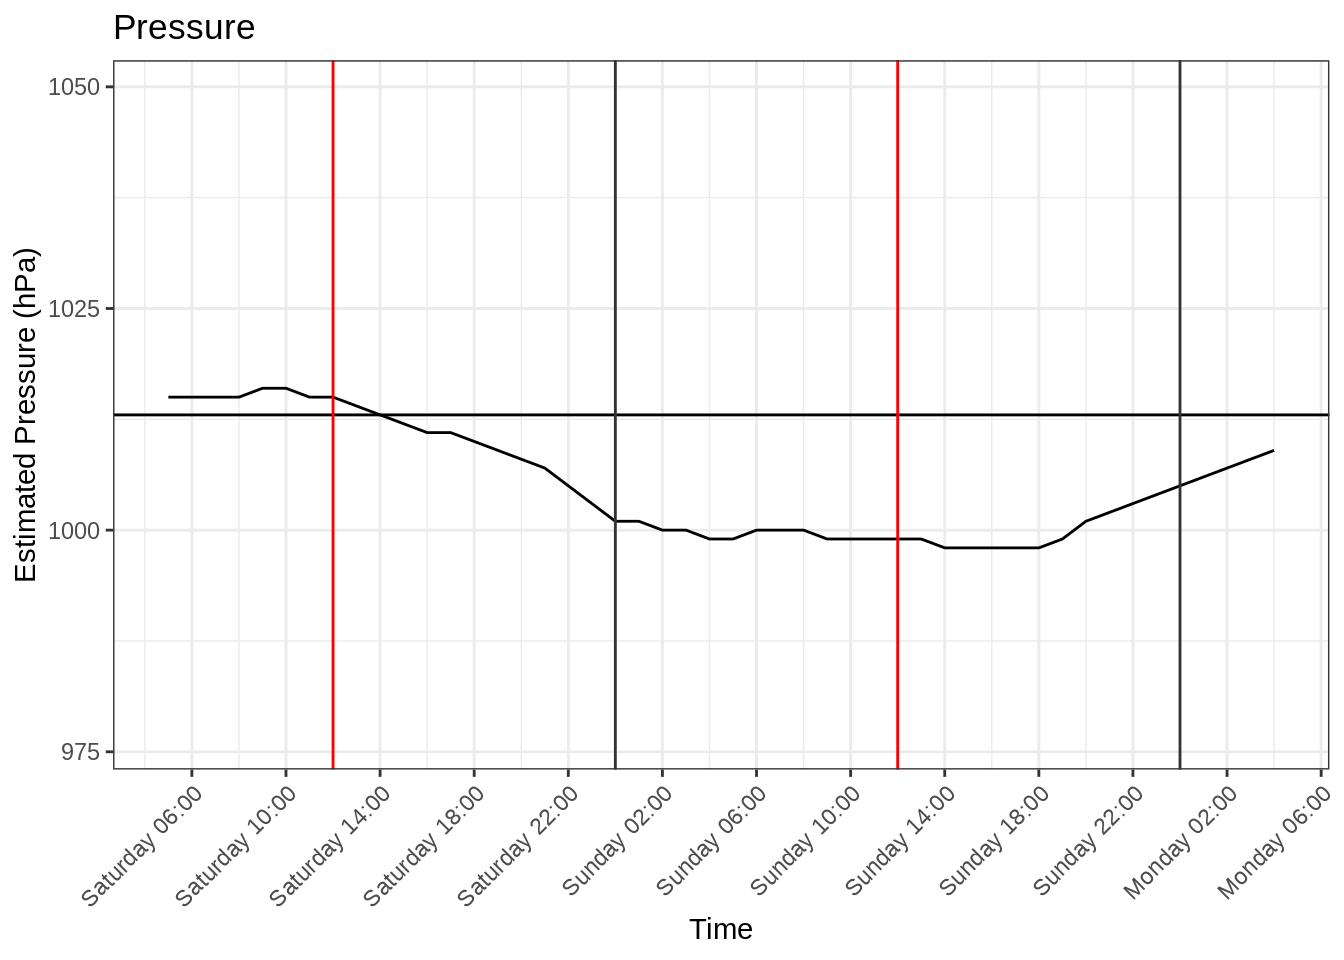 Pressure
Estimated Pressure (hPa)
1050
1025
1000
975
Saturday 06:00
Saturday 10:00
Saturday 14:00
Saturday 18:00
Saturday 22:00
Sunday 02:00
Sunday 06:00
Sunday 10:00
Sunday 14:00
Sunday 18:00
Sunday 22:00
Monday 02:00
Monday 06:00
Time